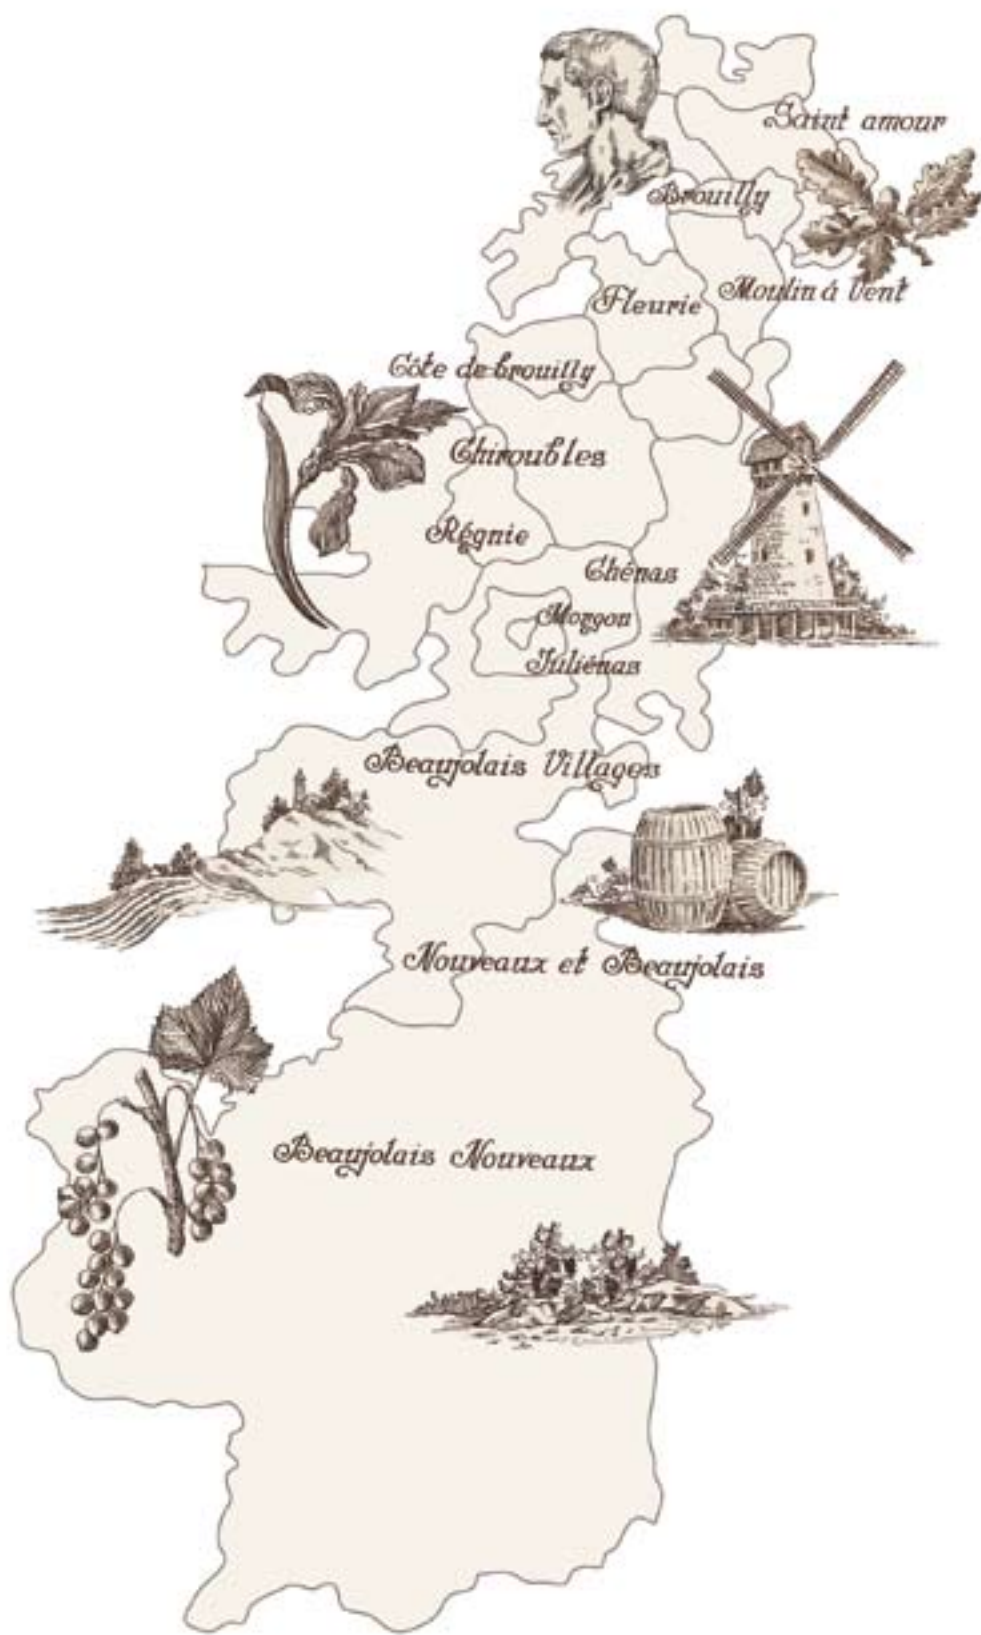 Saint amour
Brouilly
Moulin á Vent
Fleurie
Côte de brouilly
Chiroubles
Régnie
Chénas
Morgon
Juliénas
Beaujolais Villages
Nouveaux et Beaujolais
Beaujolais Nouveaux